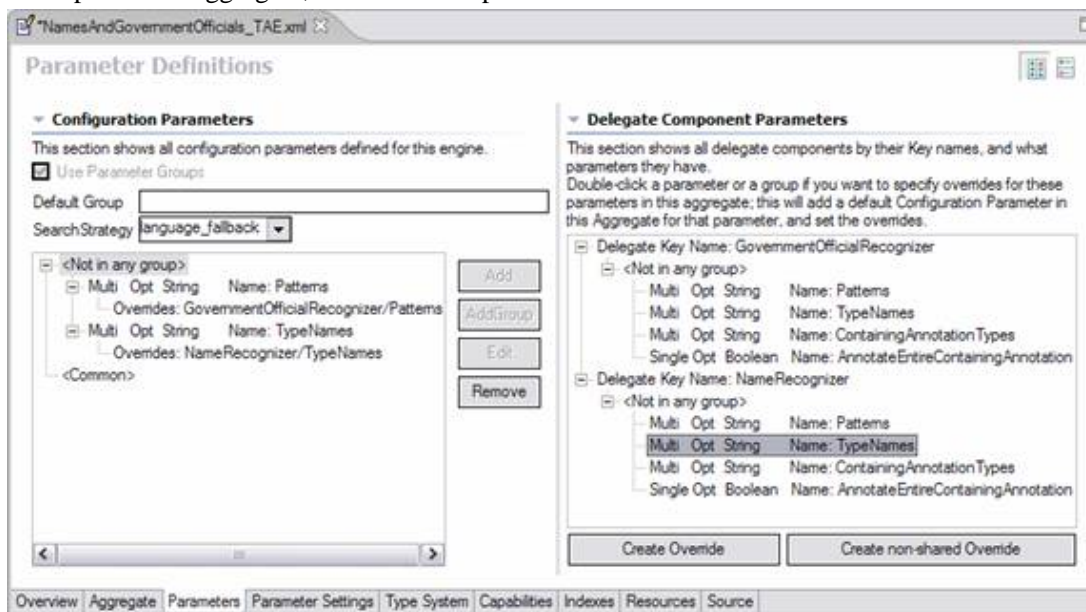 *NamesAndGovernmentOfficials_TAE.xml
Parameter Definitions
Configuration Parameters
This section shows all configuration parameters defined for this engine.
Use Parameter Groups
Default Group
SearchStrategy language_fallback
<Not in any group>
Multi Opt String Name: Patterns
Overrides: GovernmentOfficialRecognizer/Patterns
Multi Opt String Name: TypeNames
Overrides: NameRecognizer/TypeNames
<Common>
Add
AddGroup
Edit
Remove
Delegate Component Parameters
This section shows all delegate components by their Key names, and what
parameters they have.
Double-click a parameter or a group if you want to specify overrides for these
parameters in this aggregate; this will add a default Configuration Parameter in
this Aggregate for that parameter, and set the overrides.
Delegate Key Name: GovernmentOfficialRecognizer
<Not in any group>
Multi Opt String Name: Patterns
Multi Opt String Name: TypeNames
Multi Opt String Name: ContainingAnnotationTypes
Single Opt Boolean Name: AnnotateEntireContainingAnnotation
Delegate Key Name: NameRecognizer
<Not in any group>
Multi Opt String Name: Patterns
Multi Opt String Name: TypeNames
Multi Opt String Name: ContainingAnnotationTypes
Single Opt Boolean Name: AnnotateEntireContainingAnnotation
Create Override Create non-shared Override
Overview Aggregate Parameters Parameter Settings Type System Capabilities Indexes Resources Source